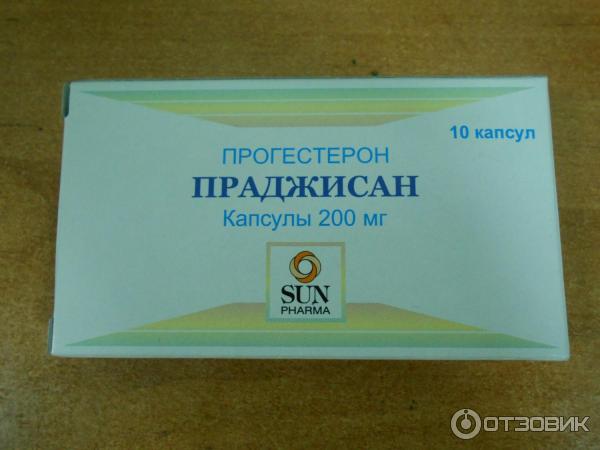 10 капсул
ПРОГЕСТЕРОН
ПРАДЖИСАН
Капсулы 200 мг
SUN
PHARMA
ОТЗОВИК